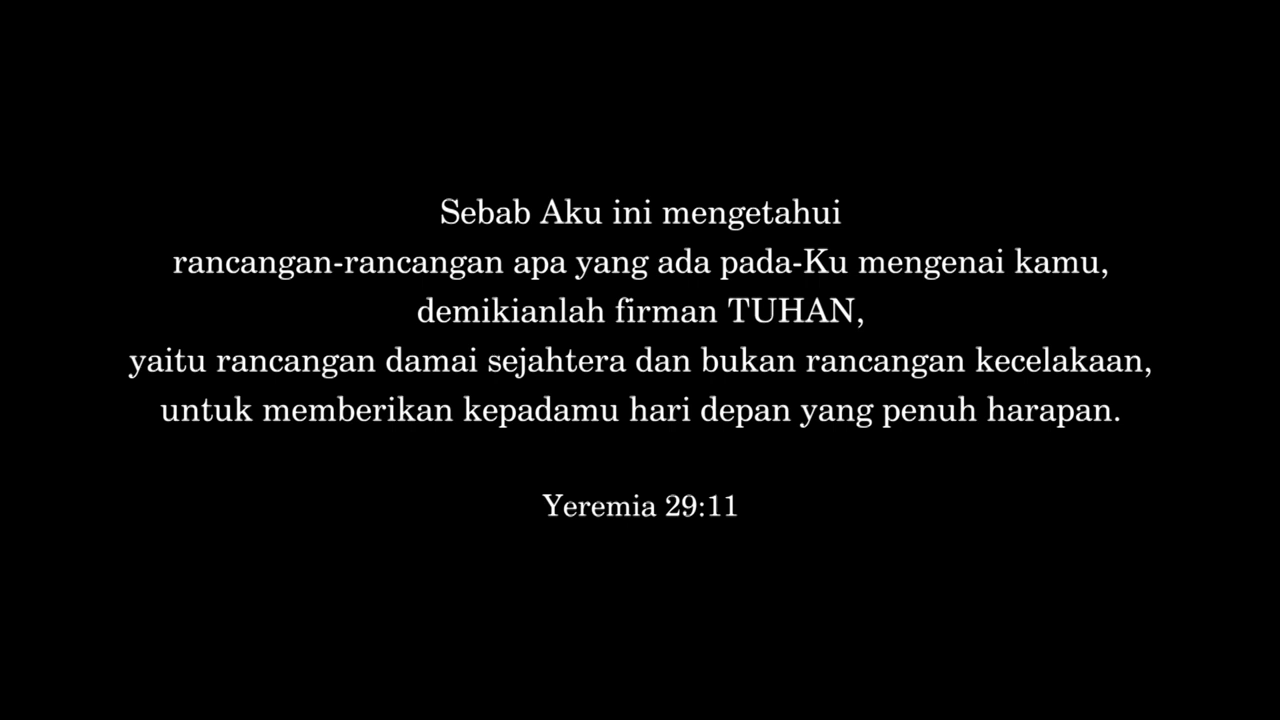 Sebab Aku ini mengetahui
rancangan-rancangan apa yang ada pada-Ku mengenai kamu,
demikianlah firman TUHAN,
yaitu rancangan damai sejahtera dan bukan rancangan kecelakaan,
untuk memberikan kepadamu hari depan yang penuh harapan.
Yeremia 29:11